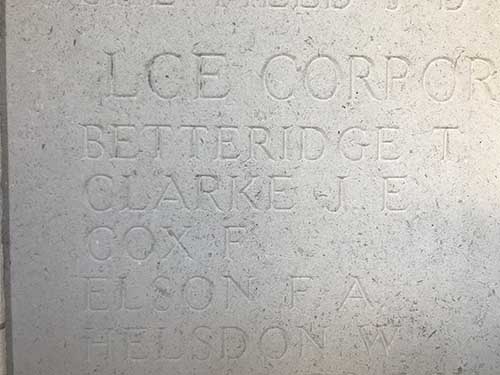 LCE CORPOR
BETTERIDGE T
CLARKE J. E
COX F.
ELSON F. A.
HELSDON W